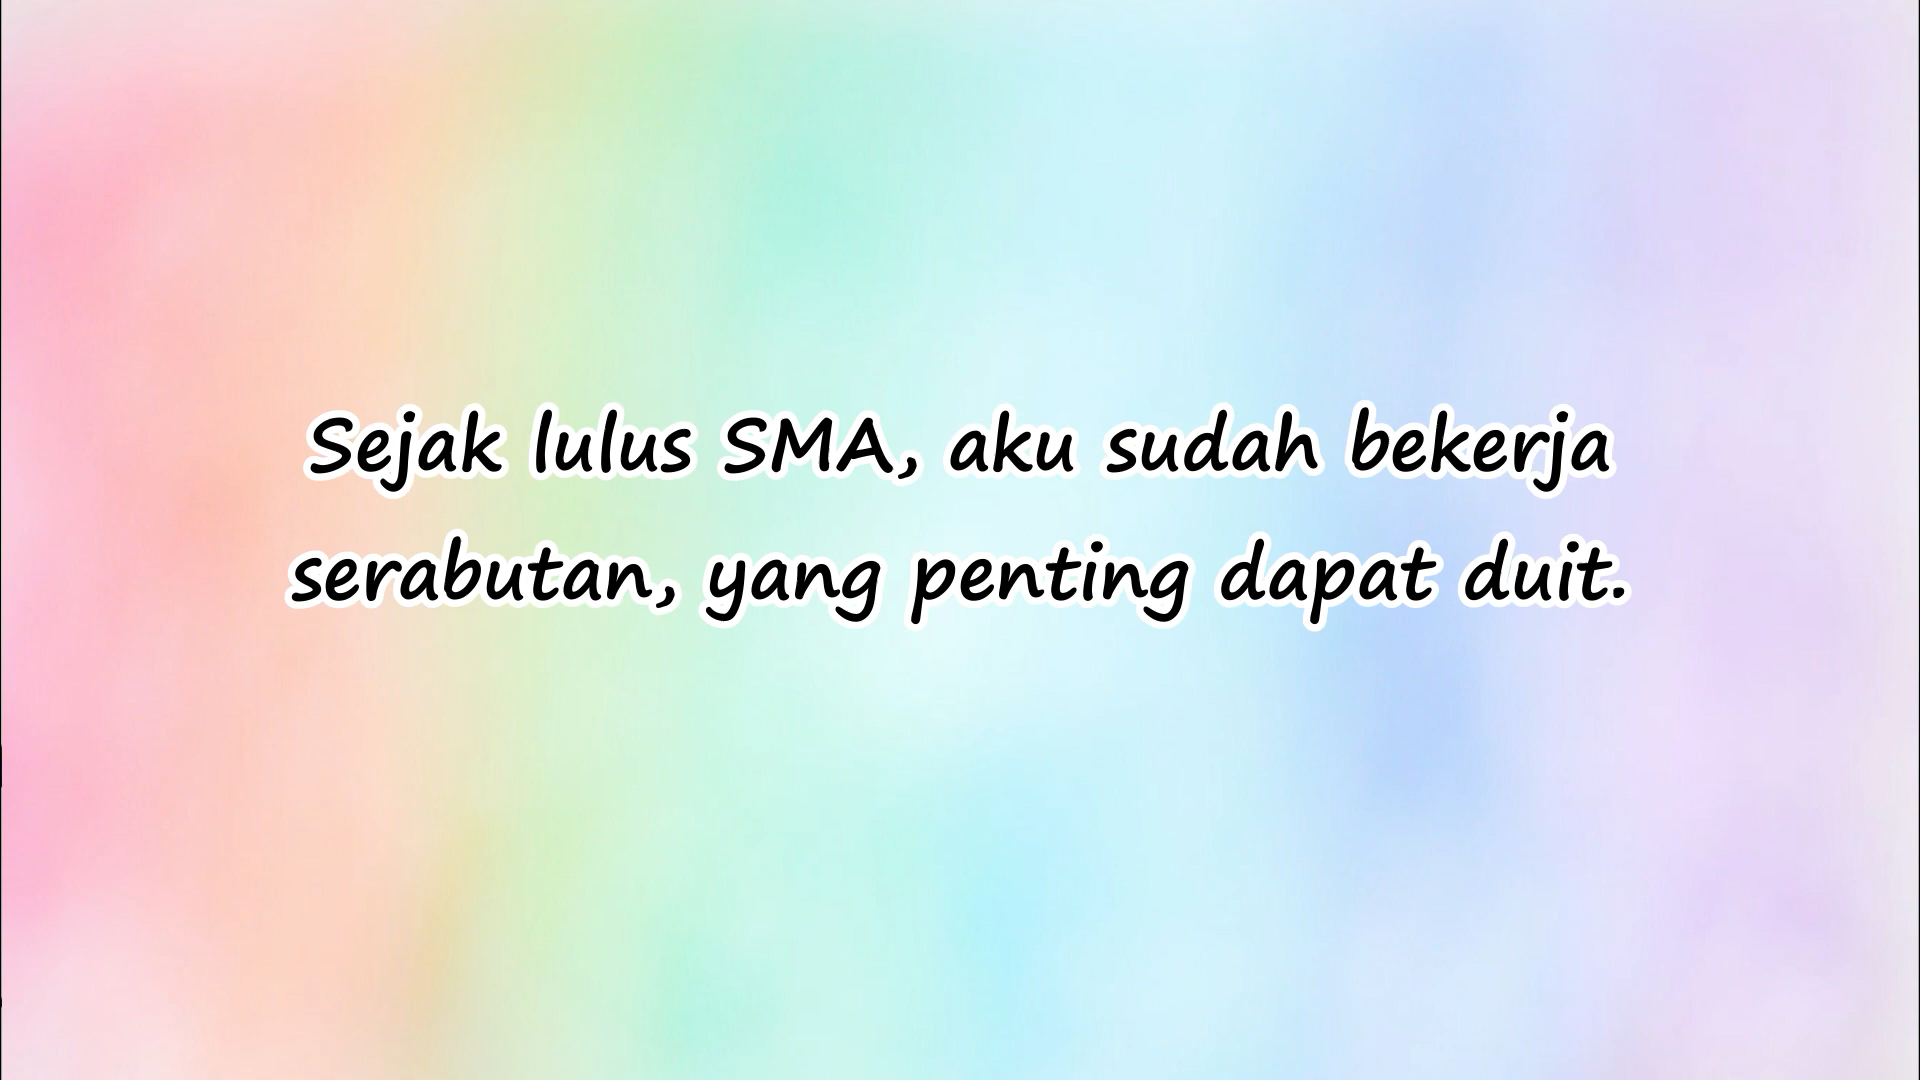 Sejak lulus SMA, aku sudah bekerja
serabutan, yang penting dapat duit.